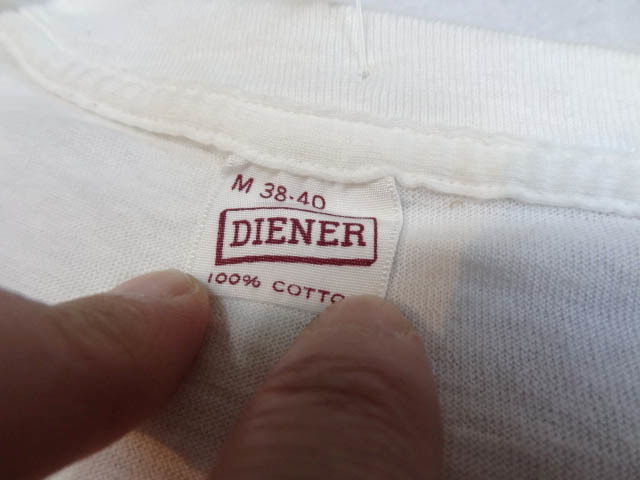 M 38-40
DIENER
100% COTTO